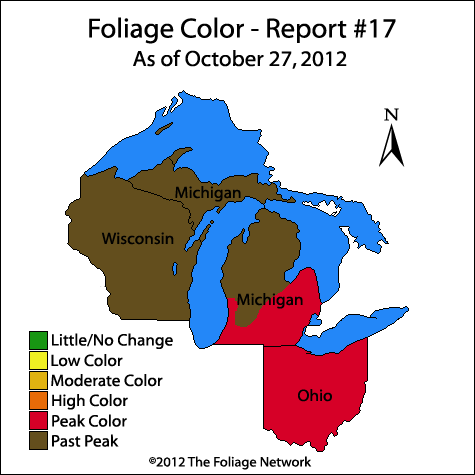 Foliage Color - Report #17
As of October 27, 2012
N
Michigan
Wisconsin
Michigan
Ohio
Little/No Change
Low Color
Moderate Color
High Color
Peak Color
Past Peak
©2012 The Foliage Network